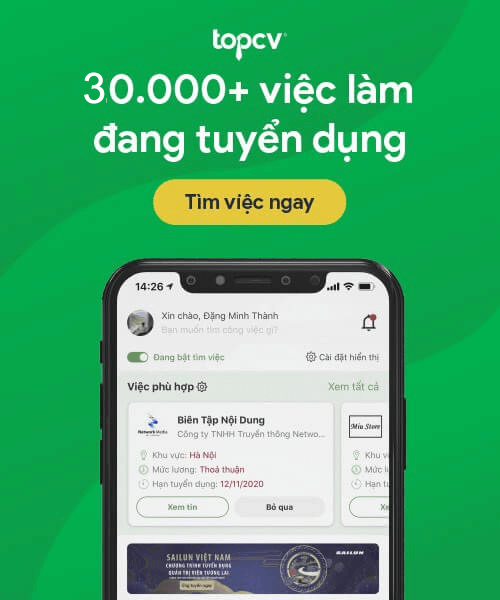 topcv
30.000+ việc làm
đang tuyển dụng
Tìm việc ngay
14:26
Xin chào, Đặng Minh Thành
Bạn muốn tìm công việc gì?
Đang bật tìm việc
Cài đặt hiển thị
Việc phù hợp
Xem tất cả
Network Media
Biên Tập Nội Dung
Công ty TNHH Truyền thông Netwo...
Khu vực: Hà Nội
Mức lương: Thoả thuận
Hạn tuyển dụng: 12/11/2020
Xem tin
Bỏ qua
Miu Store
Khu v
Mức l
Hạn tu
Xe
SAILUN VIỆT NAM
CHƯƠNG TRÌNH TUYỂN DỤNG
QUẢN TRỊ VIÊN TƯƠNG LAI
Ứng tuyển ngay
SAILUN